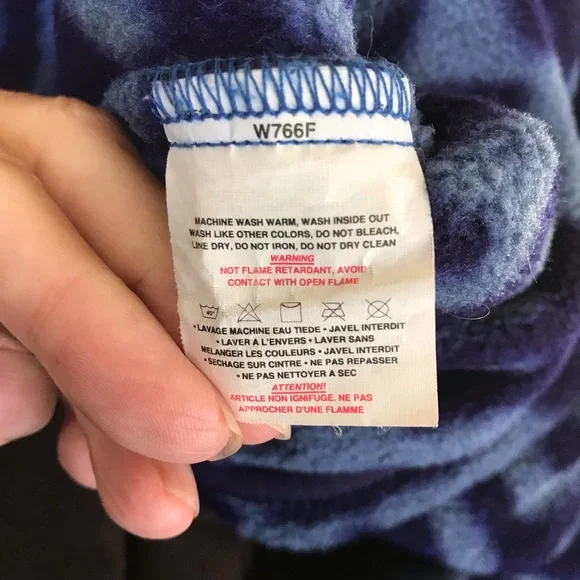 W766F
MACHINE WASH WARM, WASH INSIDE OUT
WASH LIKE OTHER COLORS, DO NOT BLEACH,
LINE DRY, DO NOT IRON, DO NOT DRY CLEAN
WARNING
NOT FLAME RETARDANT, AVOID
CONTACT WITH OPEN FLAME
40°
• LAVAGE MACHINE EAU TIEDE • JAVEL INTERDIT
• LAVER A L'ENVERS • LAVER SANS
MELANGER LES COULEURS • JAVEL INTERDIT
• SECHAGE SUR CINTRE • NE PAS REPASSER
• NE PAS NETTOYER A SEC
ATTENTION!
ARTICLE NON IGNIFUGE. NE PAS
APPROCHER D'UNE FLAMME